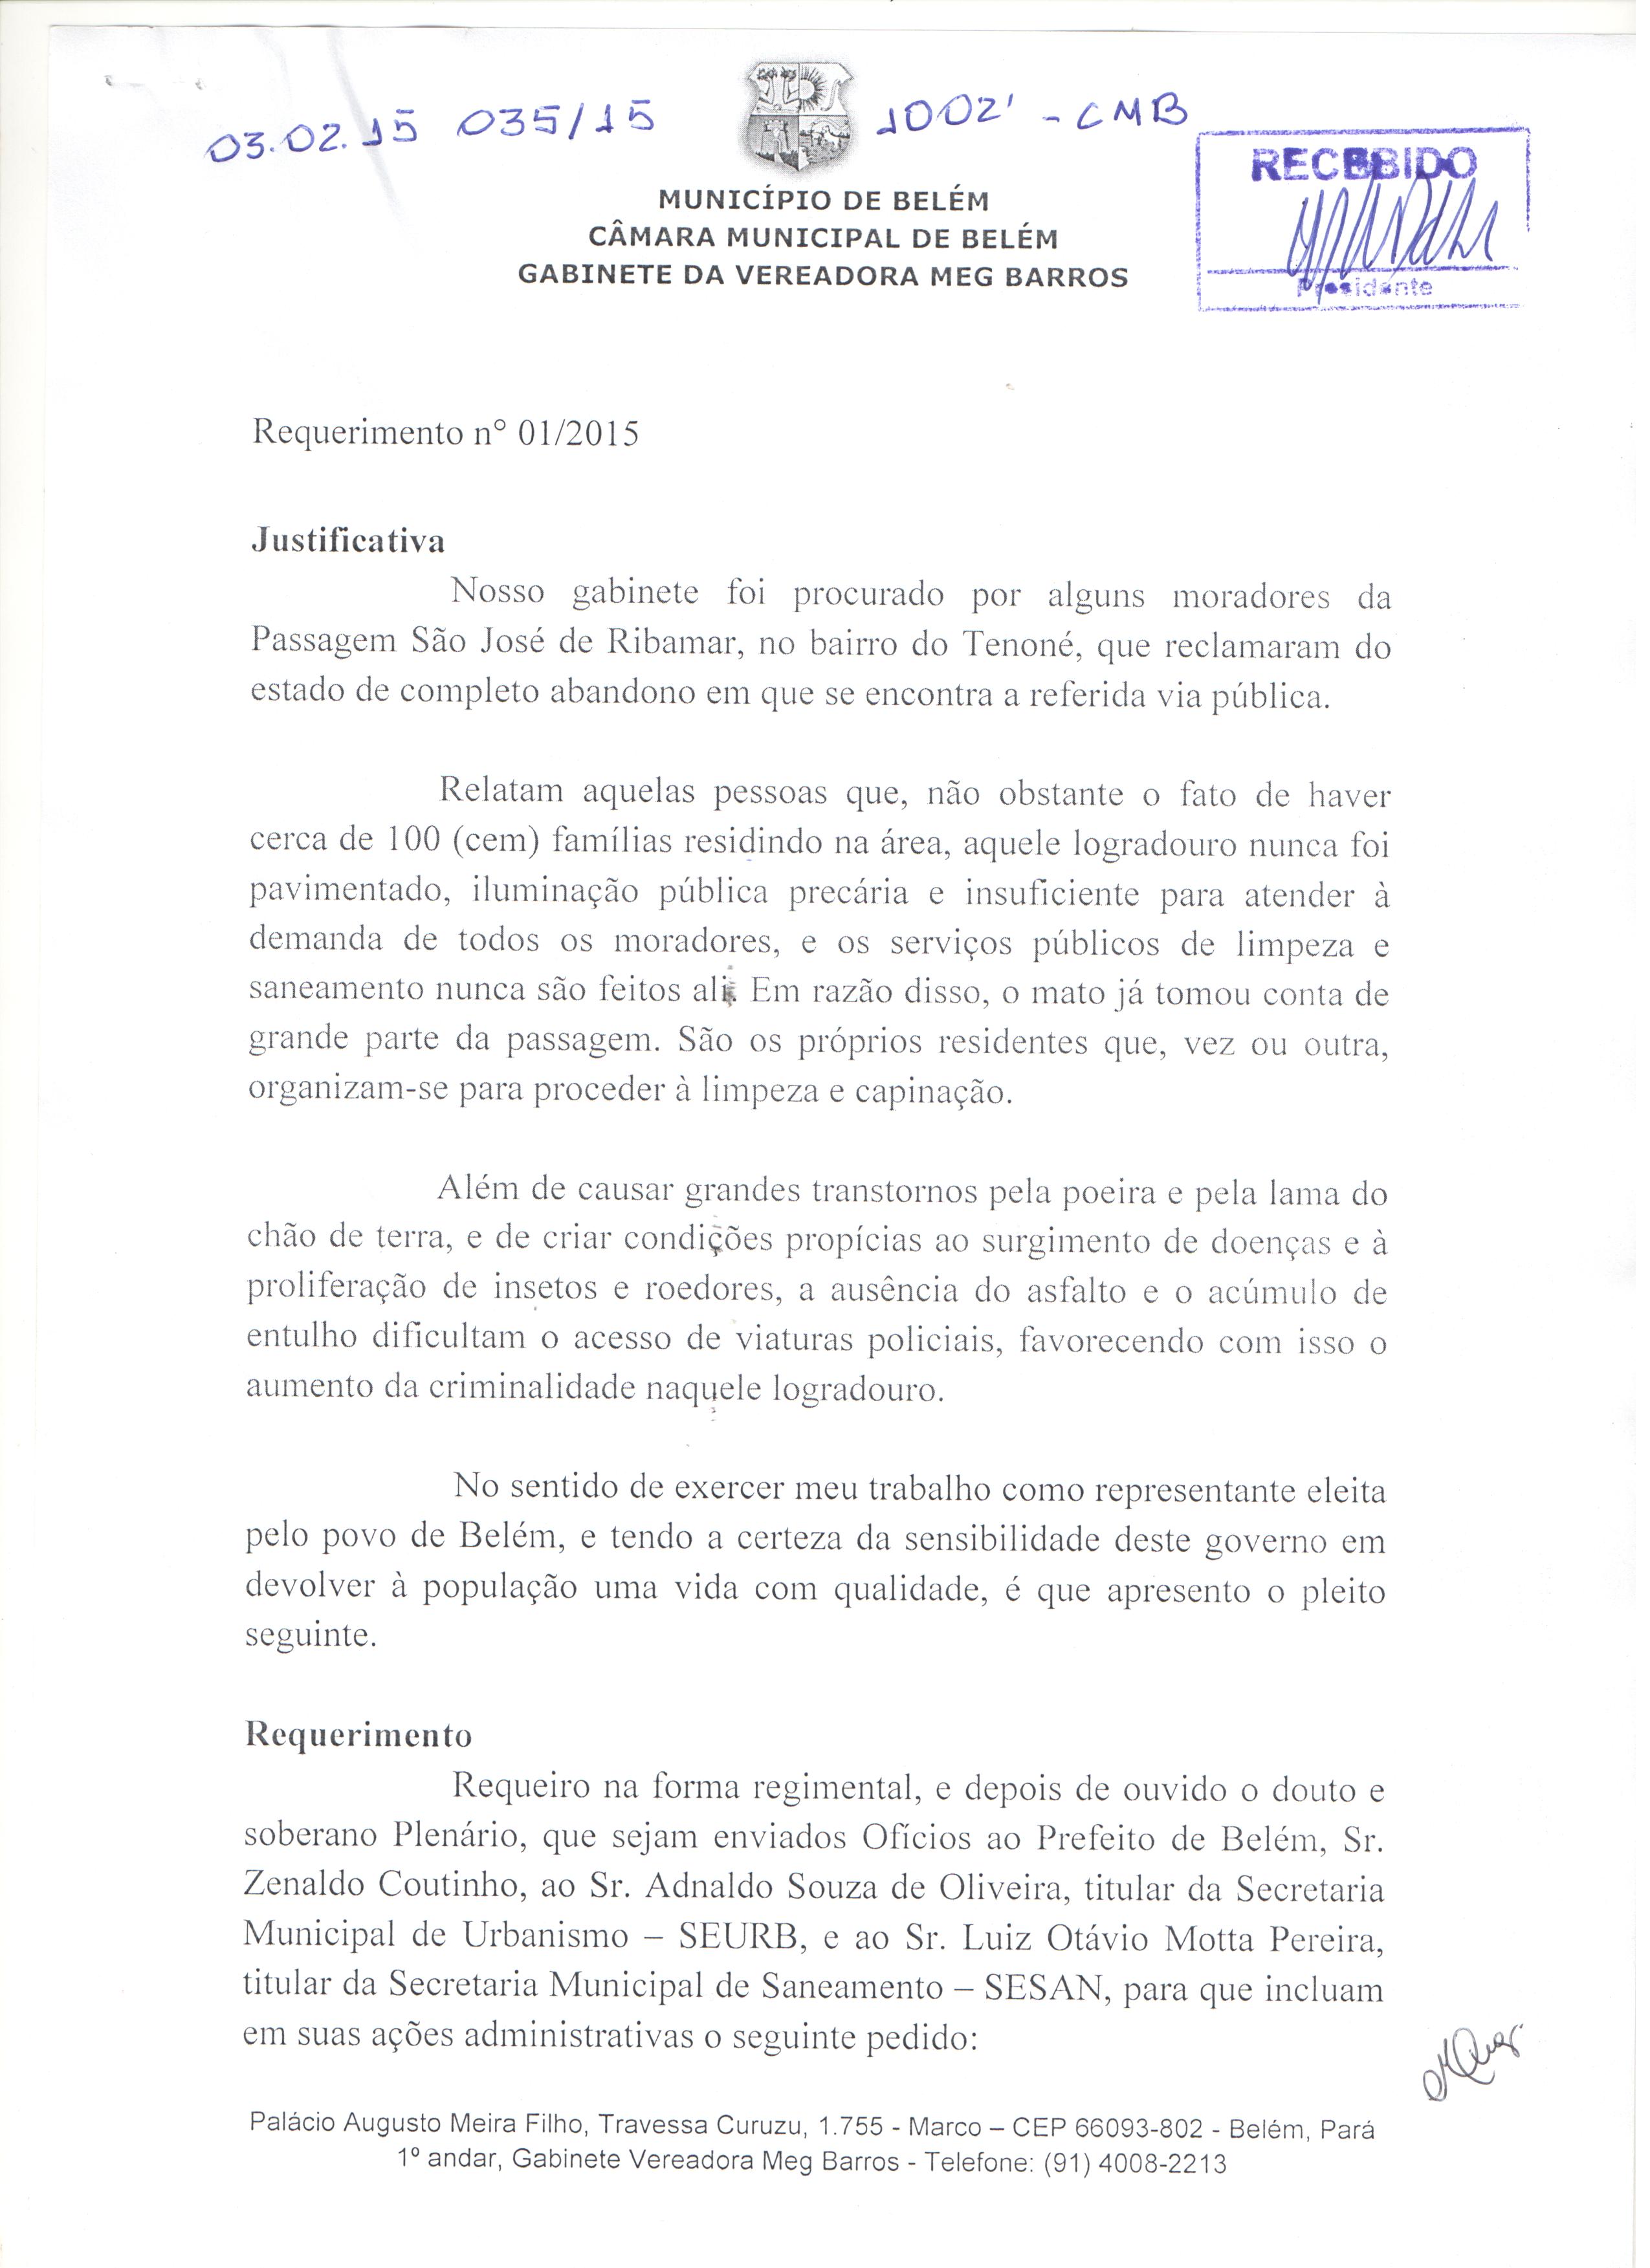 03.02.15 035/15 1002' - CMB
RECEBIDO
Presidente
MUNICÍPIO DE BELÉM
CÂMARA MUNICIPAL DE BELÉM
GABINETE DA VEREADORA MEG BARROS
Requerimento n° 01/2015
Justificativa
Nosso gabinete foi procurado por alguns moradores da
Passagem São José de Ribamar, no bairro do Tenoné, que reclamaram do
estado de completo abandono em que se encontra a referida via pública.
Relatam aquelas pessoas que, não obstante o fato de haver
cerca de 100 (cem) famílias residindo na área, aquele logradouro nunca foi
pavimentado, iluminação pública precária e insuficiente para atender à
demanda de todos os moradores, e os serviços públicos de limpeza e
saneamento nunca são feitos ali. Em razão disso, o mato já tomou conta de
grande parte da passagem. São os próprios residentes que, vez ou outra,
organizam-se para proceder à limpeza e capinação.
Além de causar grandes transtornos pela poeira e pela lama do
chão de terra, e de criar condições propícias ao surgimento de doenças e à
proliferação de insetos e roedores, a ausência do asfalto e o acúmulo de
entulho dificultam o acesso de viaturas policiais, favorecendo com isso o
aumento da criminalidade naquele logradouro.
No sentido de exercer meu trabalho como representante eleita
pelo povo de Belém, e tendo a certeza da sensibilidade deste governo em
devolver à população uma vida com qualidade, é que apresento o pleito
seguinte.
Requerimento
Requeiro na forma regimental, e depois de ouvido o douto e
soberano Plenário, que sejam enviados Ofícios ao Prefeito de Belém, Sr.
Zenaldo Coutinho, ao Sr. Adnaldo Souza de Oliveira, titular da Secretaria
Municipal de Urbanismo – SEURB, e ao Sr. Luiz Otávio Motta Pereira,
titular da Secretaria Municipal de Saneamento – SESAN, para que incluam
em suas ações administrativas o seguinte pedido:
Palácio Augusto Meira Filho, Travessa Curuzu, 1.755 - Marco – CEP 66093-802 - Belém, Pará
1º andar, Gabinete Vereadora Meg Barros - Telefone: (91) 4008-2213